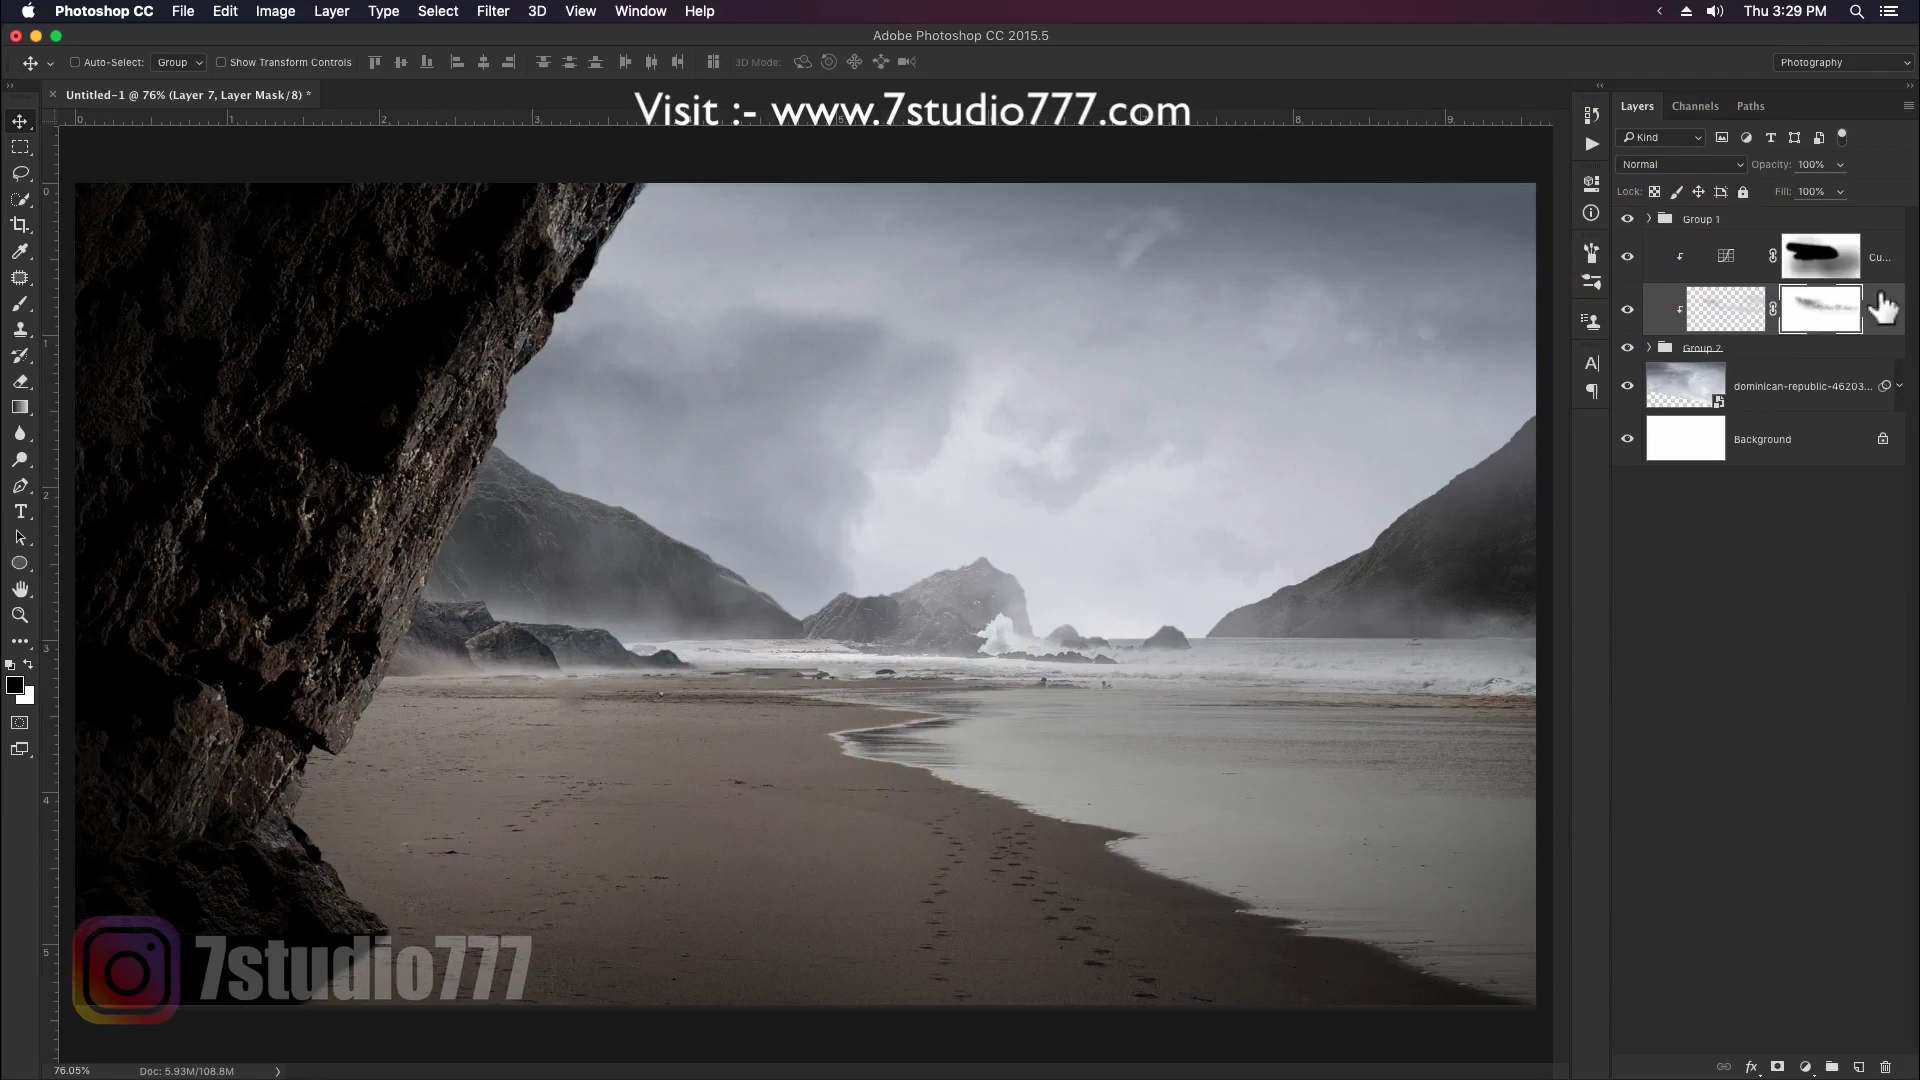 Photoshop CC File Edit Image Layer Type Select Filter 3D View Window Help Thu 3:29 PM
Adobe Photoshop CC 2015.5
Auto-Select: Group Show Transform Controls 3D Mode: Photography
Untitled-1 @ 76% (Layer 7, Layer Mask/8) *
Visit :- www.7studio777.com
Layers Channels Paths
Kind
Normal Opacity: 100%
Lock: Fill: 100%
Group 1
Cu...
Group 2
dominican-republic-46203...
Background
7studio777
76.05% Doc: 5.93M/108.8M